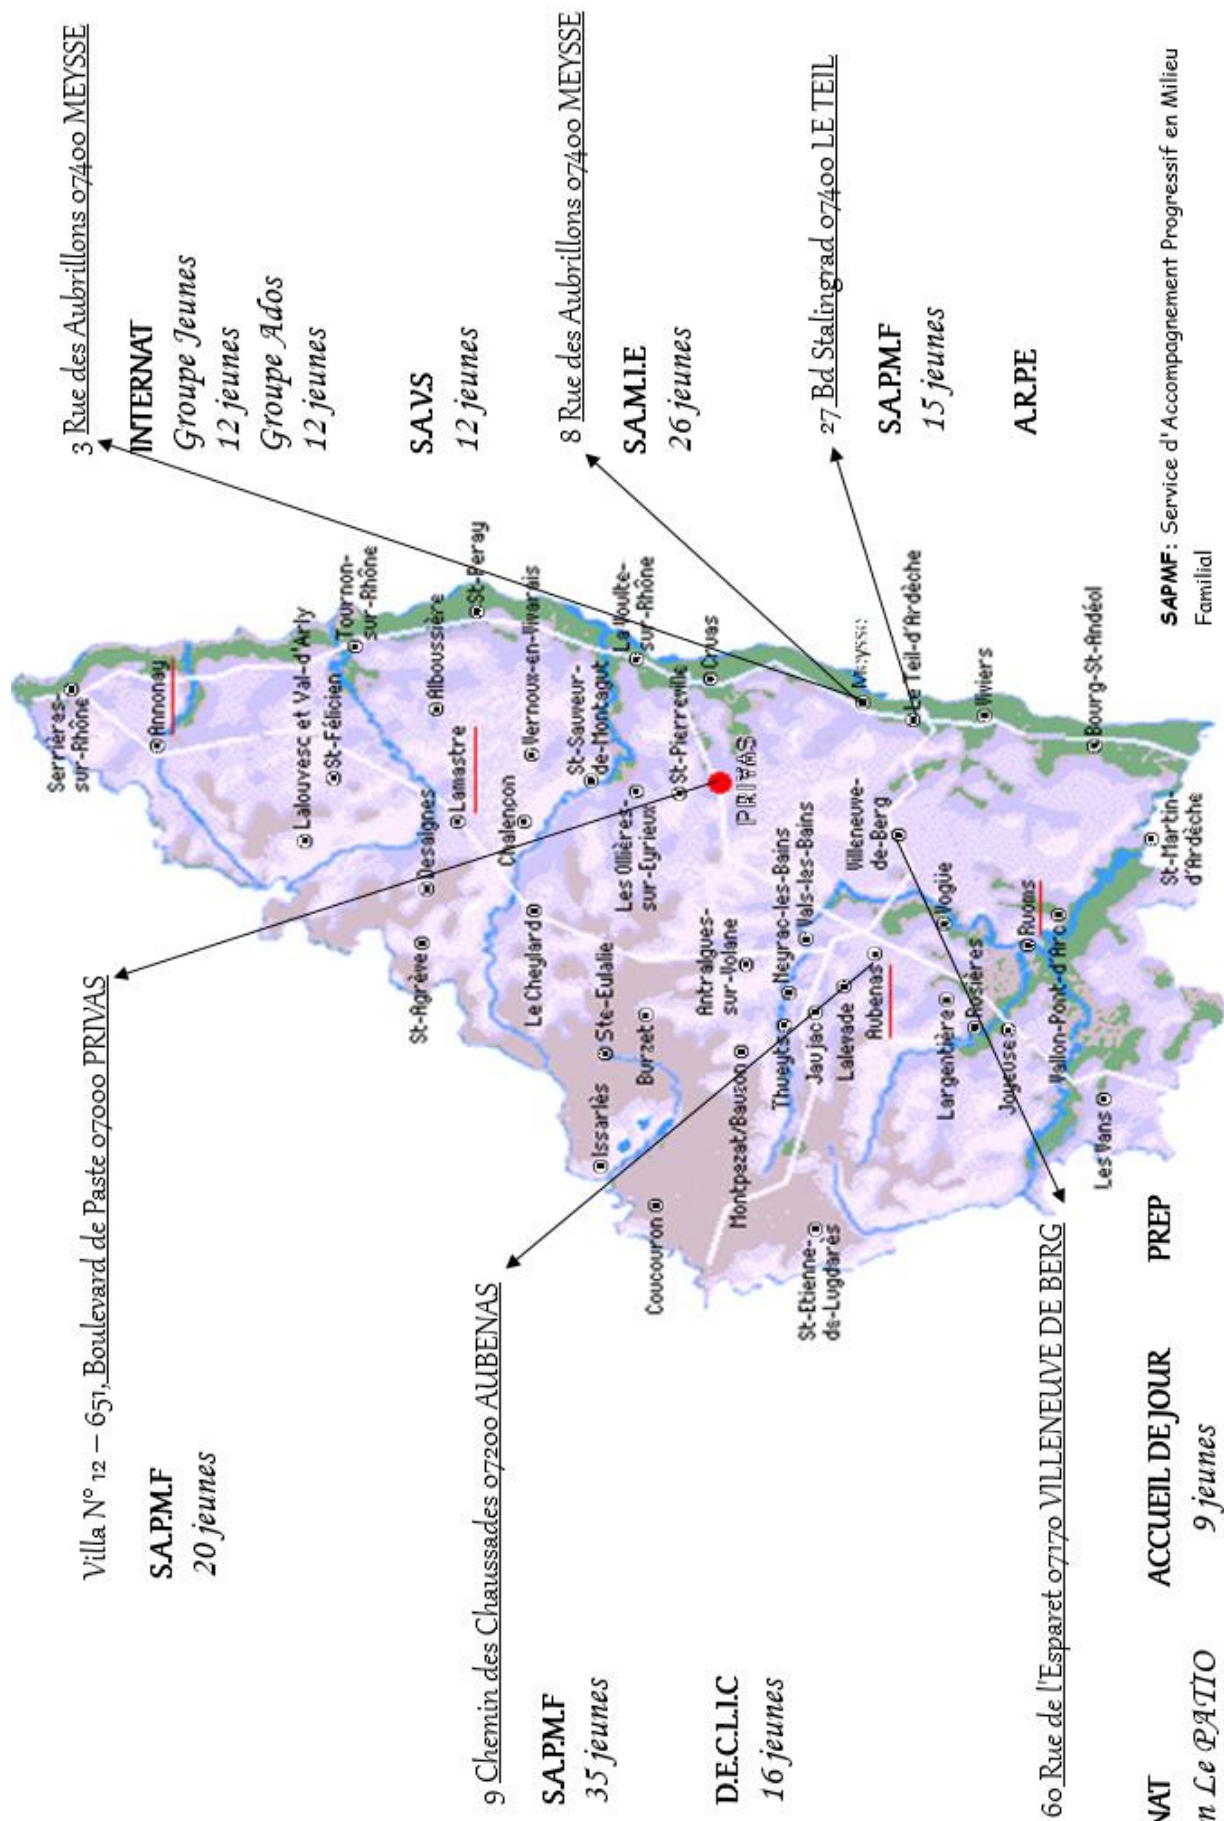 Villa N° 12 – 651, Boulevard de Paste 07000 PRIVAS
S.A.P.M.F
20 jeunes
9 Chemin des Chaussades 07200 AUBENAS
S.A.P.M.F
35 jeunes
D.E.C.L.I.C
16 jeunes
60 Rue de l'Esparet 07170 VILLENEUVE DE BERG
NAT
ACCUEIL DE JOUR
PREP
n Le PATIO
9 jeunes
3 Rue des Aubrillons 07400 MEYSSE
INTERNAT
Groupe Jeunes
12 jeunes
Groupe Ados
12 jeunes
S.A.V.S
12 jeunes
8 Rue des Aubrillons 07400 MEYSSE
S.A.M.I.E
26 jeunes
27 Bd Stalingrad 07400 LE TEIL
S.A.P.M.F
15 jeunes
A.R.P.E
SAPMF: Service d'Accompagnement Progressif en Milieu
Familial
Serrières-
sur-Rhône
Annonay
Lalouvesc et Val-d'Arly
St-Félicien
Tournon-
sur-Rhône
St-Agrève
Desaignes
Lamastre
Alboussière
St-Peray
Le Cheylard
Chalençon
Vernoux-en-Vivarais
Issarlès
Ste-Eulalie
St-Sauveur-
de-Montagut
Les Ollières-
sur-Eyrieux
La Voulte-
sur-Rhône
Coucouron
Burzet
St-Pierreville
Cruas
Antraigues-
sur-Volane
PRIVAS
Montpezat/Bauzon
Thueyts
Neyrac-les-Bains
Vals-les-Bains
St-Etienne-
de-Lugdarès
Jaujac
Lalevade
Aubenas
Villeneuve-
de-Berg
Meysse
Le Teil-d'Ardèche
Largentière
Vogüe
Rosières
Viviers
Joyeuse
Ruoms
Vallon-Pont-d'Arc
Les Vans
Bourg-St-Andéol
St-Martin-
d'Ardèche